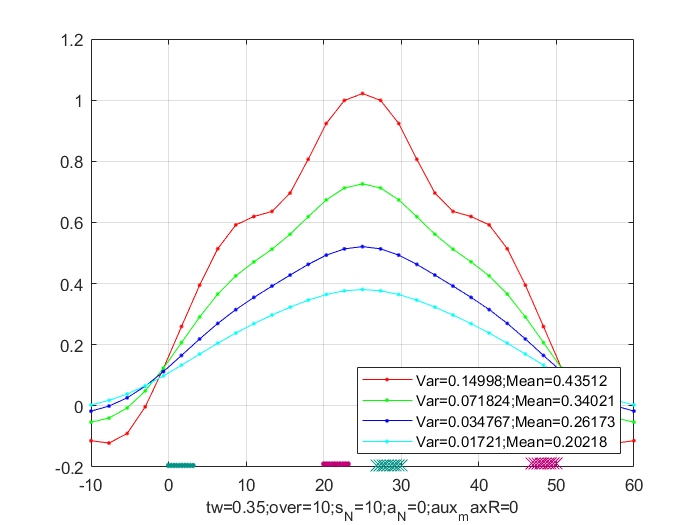 1.2
1
0.8
0.6
0.4
0.2
0
-0.2
-10 0 10 20 30 40 50 60
Var=0.14998;Mean=0.43512
Var=0.071824;Mean=0.34021
Var=0.034767;Mean=0.26173
Var=0.01721;Mean=0.20218
tw=0.35;over=10;s_N=10;a_N=0;aux_maxR=0